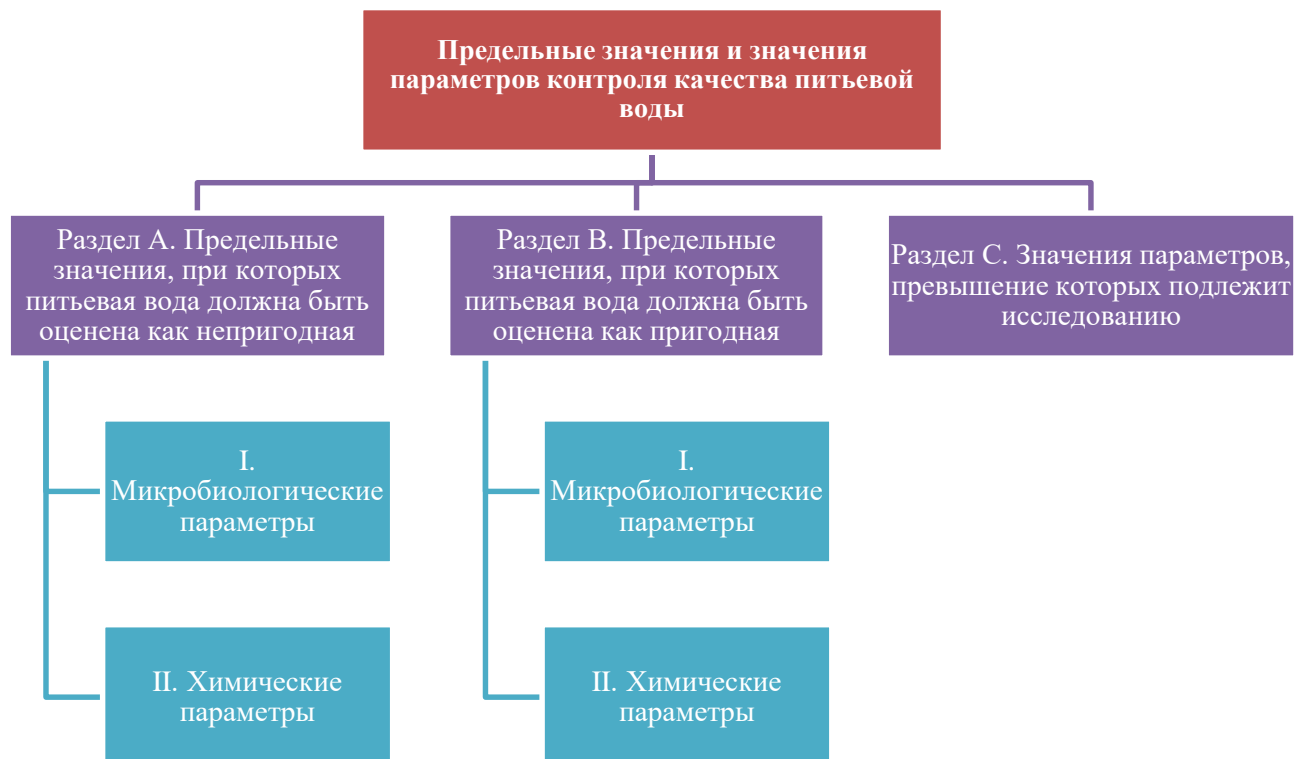 Предельные значения и значения
параметров контроля качества питьевой
воды
Раздел А. Предельные
значения, при которых
питьевая вода должна быть
оценена как непригодная
Раздел В. Предельные
значения, при которых
питьевая вода должна быть
оценена как пригодная
Раздел С. Значения параметров,
превышение которых подлежит
исследованию
I.
Микробиологические
параметры
II. Химические
параметры
I.
Микробиологические
параметры
II. Химические
параметры